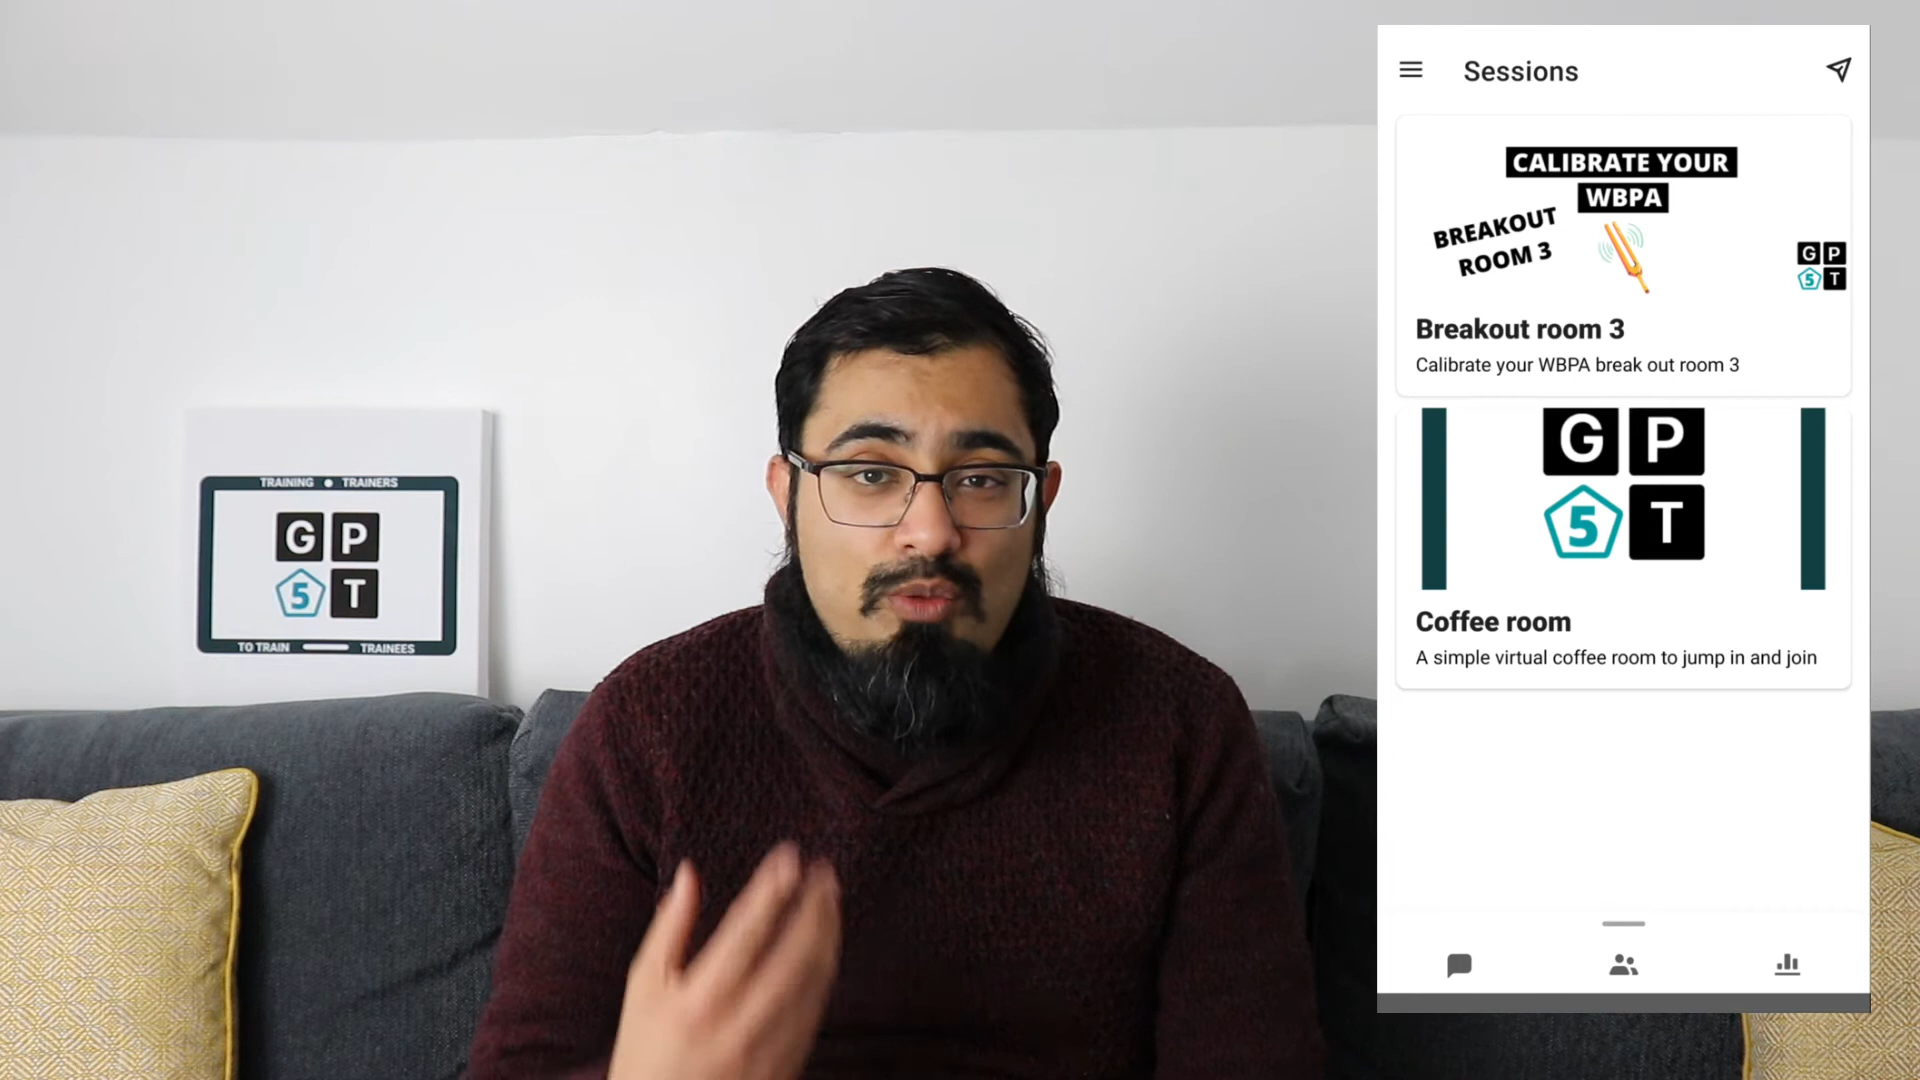 TRAINING ● TRAINERS
G P
5 T
TO TRAIN — TRAINEES
Sessions
CALIBRATE YOUR
WBPA
BREAKOUT
ROOM 3
G P
5 T
Breakout room 3
Calibrate your WBPA break out room 3
G P
5 T
Coffee room
A simple virtual coffee room to jump in and join